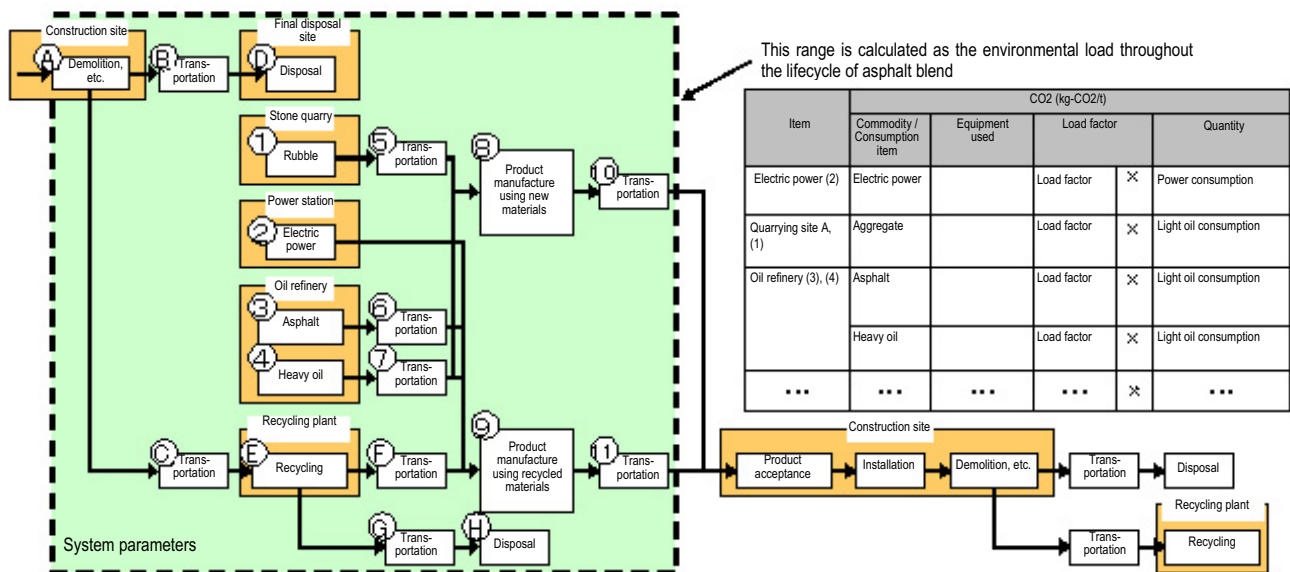 Construction site
A
Demolition,
etc.
B
Trans-
portation
Final disposal
site
D
Disposal
This range is calculated as the environmental load throughout
the lifecycle of asphalt blend
Stone quarry
1
Rubble
5
Trans-
portation
8
Product
manufacture
using new
materials
10
Trans-
portation
Power station
2
Electric
power
Oil refinery
3
Asphalt
6
Trans-
portation
4
Heavy oil
7
Trans-
portation
C
Trans-
portation
Recycling plant
E
Recycling
F
Trans-
portation
9
Product
manufacture
using recycled
materials
11
Trans-
portation
G
Trans-
portation
H
Disposal
System parameters
Item
CO2 (kg-CO2/t)
Commodity /
Consumption
item
Equipment
used
Load factor
Quantity
Electric power (2)
Electric power
Load factor
×
Power consumption
Quarrying site A,
(1)
Aggregate
Load factor
×
Light oil consumption
Oil refinery (3), (4)
Asphalt
Load factor
×
Light oil consumption
Heavy oil
Load factor
×
Light oil consumption
... ... ... ... × ...
Construction site
Product
acceptance
Installation
Demolition, etc.
Trans-
portation
Disposal
Trans-
portation
Recycling plant
Recycling